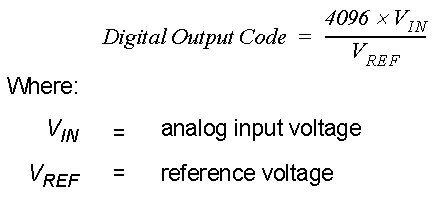 Digital Output Code = 4096 × V_IN / V_REF
Where:
V_IN = analog input voltage
V_REF = reference voltage